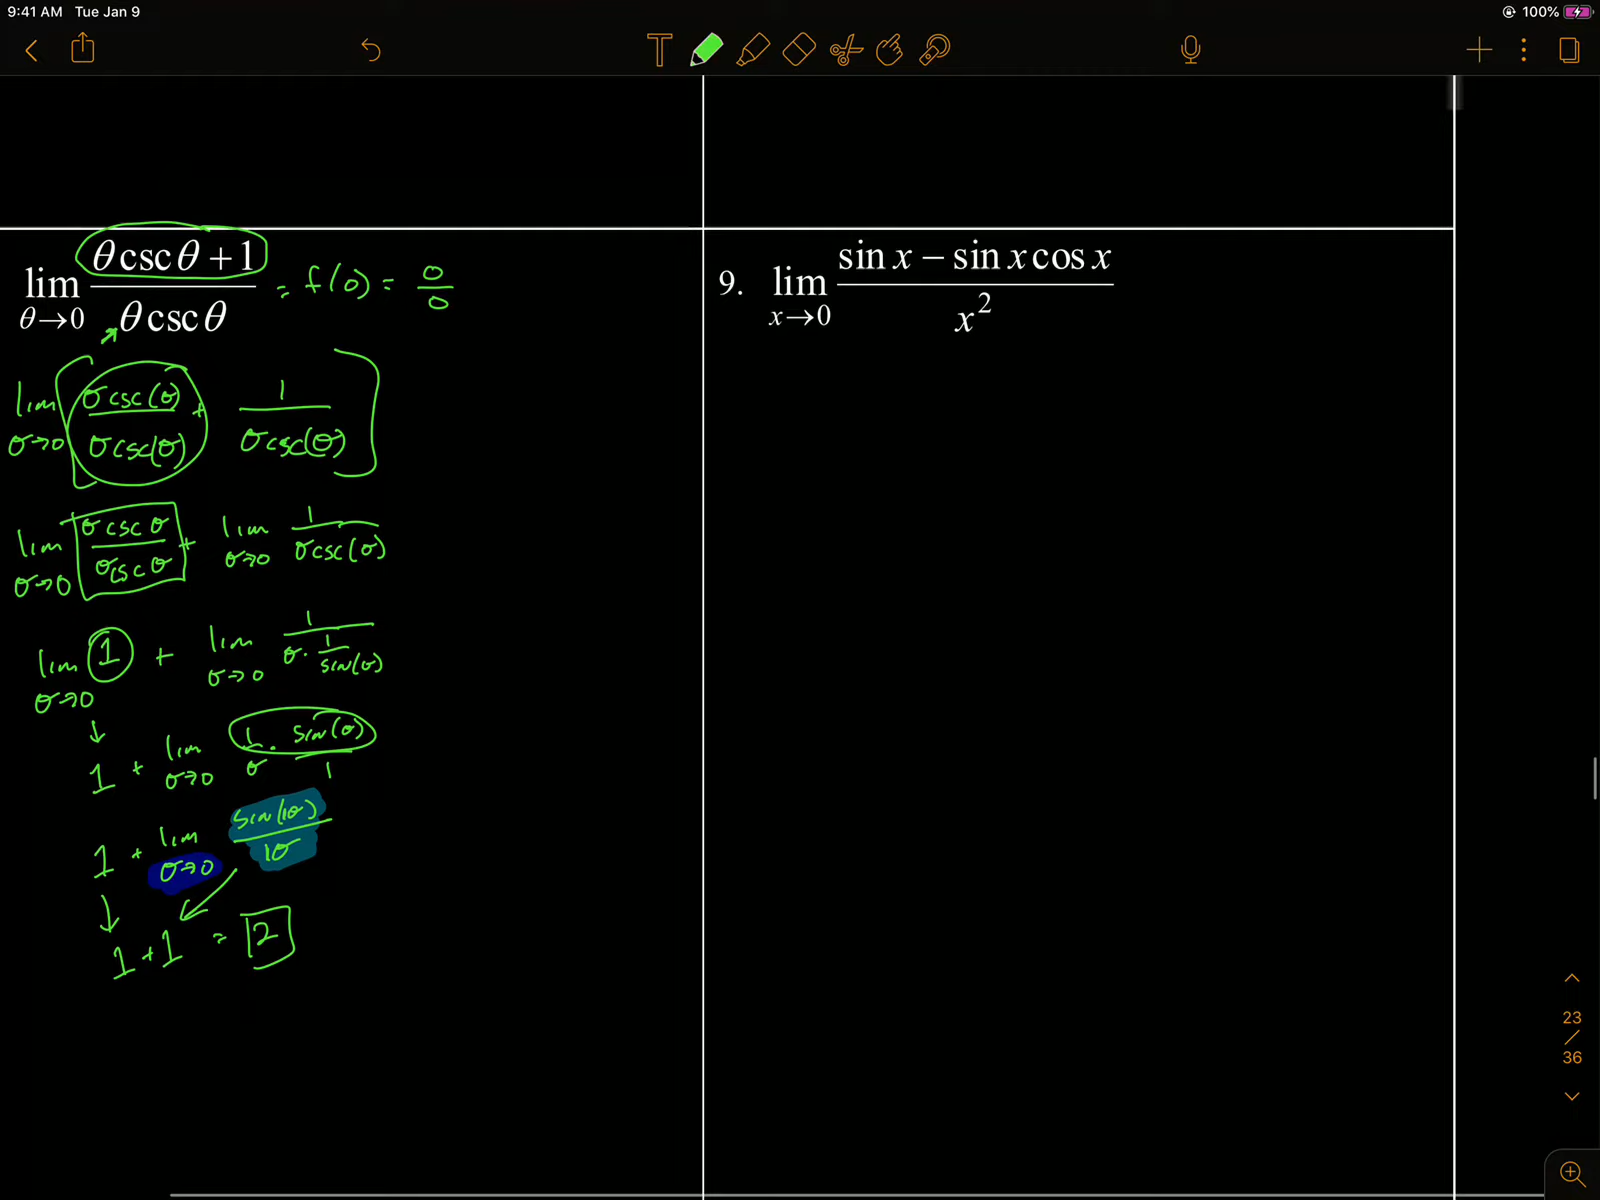 9:41 AM Tue Jan 9
100%
T
lim θ→0 (θ csc θ + 1)/(θ csc θ) = f(0) = 0/0
lim θ→0 [θcsc(θ)/θcsc(θ) + 1/θcsc(θ)]
lim θ→0 θcscθ/θcscθ + lim θ→0 1/θcsc(θ)
lim θ→0 1 + lim θ→0 1/(θ · 1/sin(θ))
1 + lim θ→0 1/θ · sin(θ)/1
1 + lim θ→0 sin(1θ)/1θ
1 + 1 = 2
9. lim x→0 (sin x − sin x cos x)/x²
23
/
36